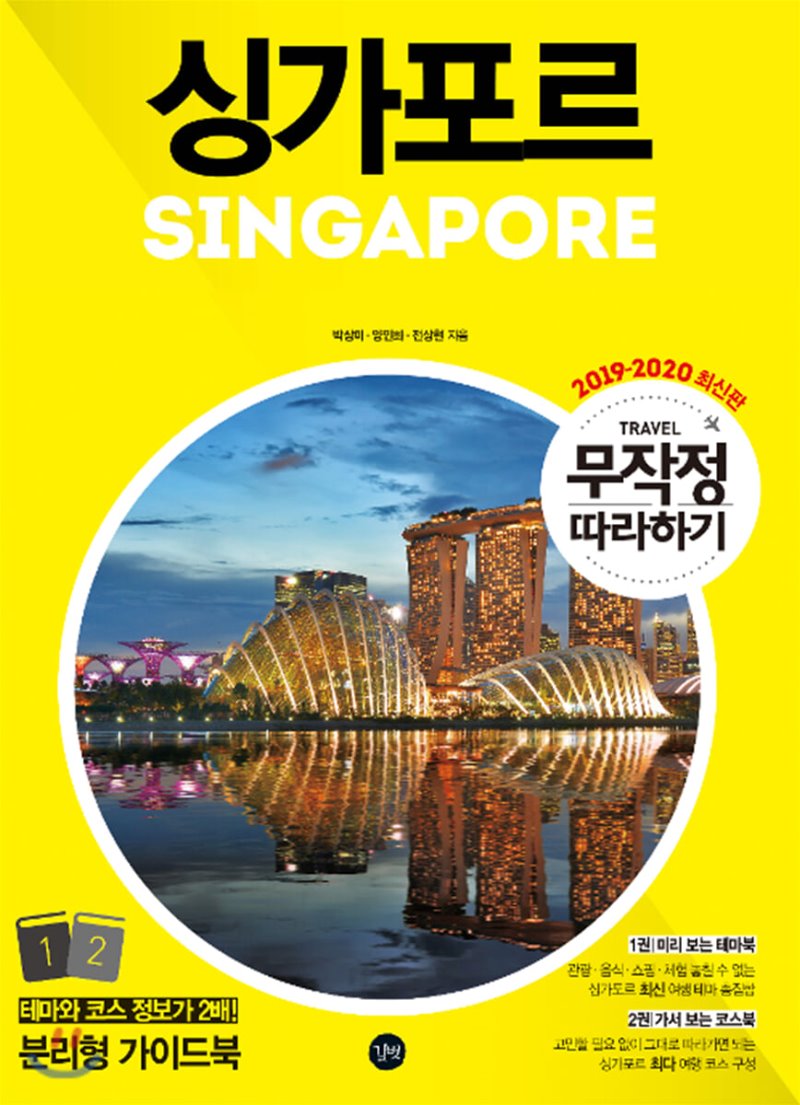 싱가포르
SINGAPORE
박상미 · 양인화 · 전상현 지음
2019-2020 최신판
TRAVEL
무작정
따라하기
1 2
테마와 코스 정보가 2배!
분리형 가이드북
길벗
1권 | 미리 보는 테마북
관광 · 음식 · 쇼핑 · 체험 놓칠 수 없는
싱가포르 최신 여행 테마 총집합
2권 | 가서 보는 코스북
고민할 필요 없이 그대로 따라가면 되는
싱가포르 최다 여행 코스 구성